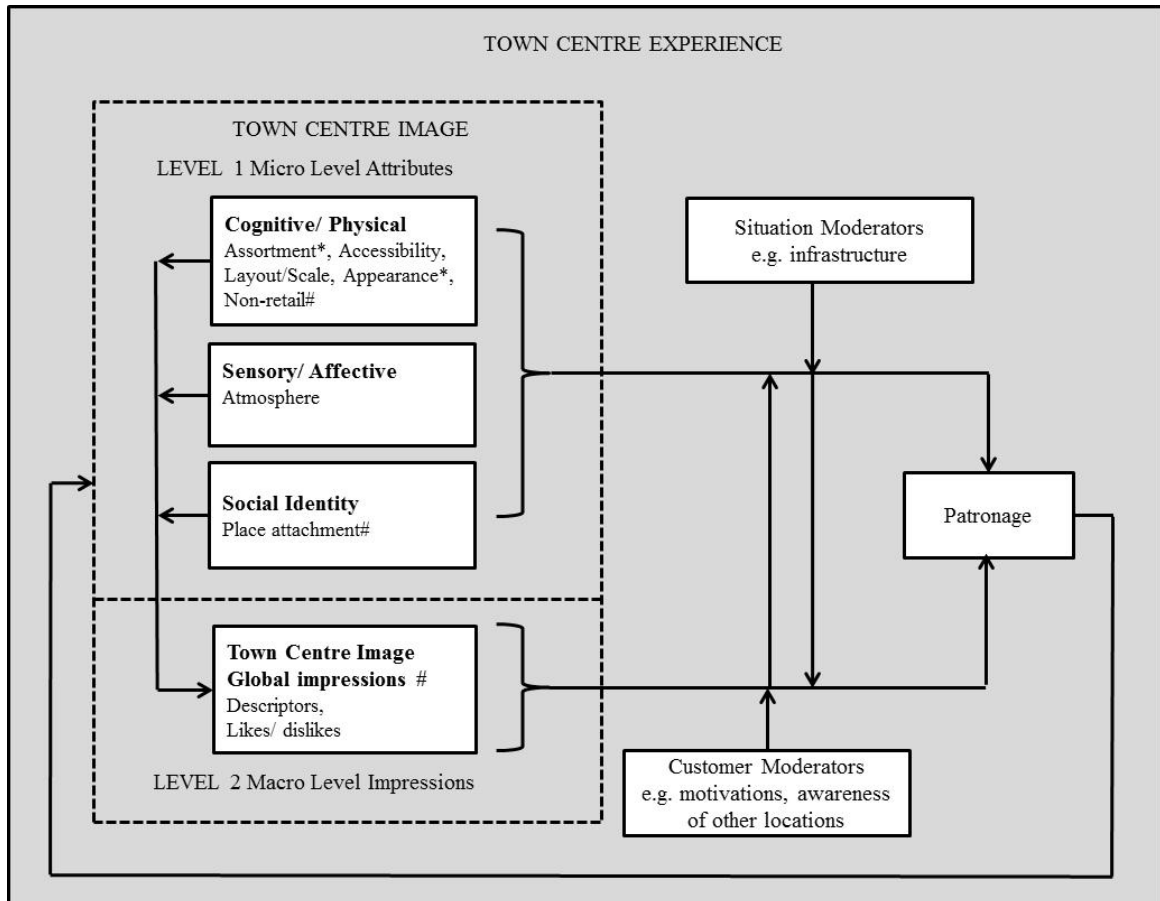 TOWN CENTRE EXPERIENCE
TOWN CENTRE IMAGE
LEVEL 1 Micro Level Attributes
Cognitive/ Physical
Assortment*, Accessibility,
Layout/Scale, Appearance*,
Non-retail#
Sensory/ Affective
Atmosphere
Social Identity
Place attachment#
Town Centre Image
Global impressions #
Descriptors,
Likes/ dislikes
LEVEL 2 Macro Level Impressions
Situation Moderators
e.g. infrastructure
Patronage
Customer Moderators
e.g. motivations, awareness
of other locations